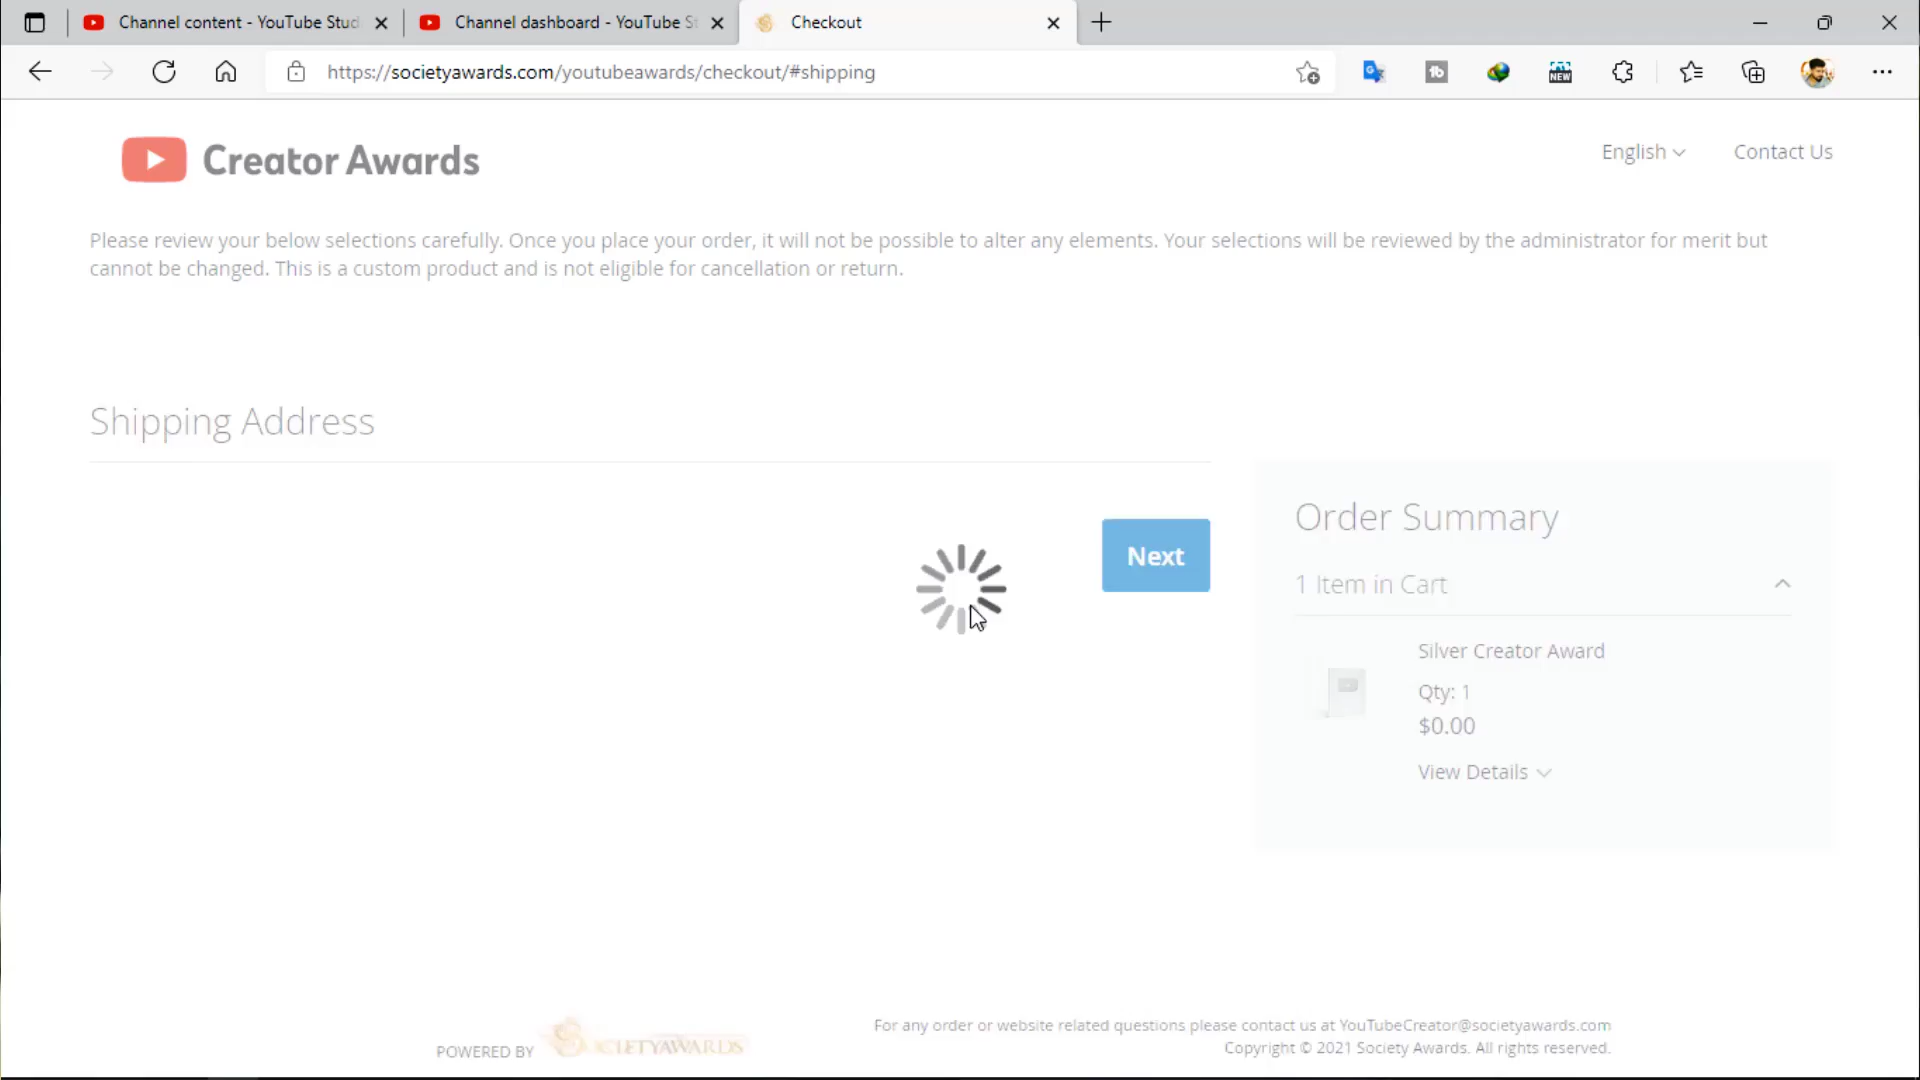 Channel content - YouTube Stud
Channel dashboard - YouTube St
Checkout
https://societyawards.com/youtubeawards/checkout/#shipping
NEW
Creator Awards
English
Contact Us
Please review your below selections carefully. Once you place your order, it will not be possible to alter any elements. Your selections will be reviewed by the administrator for merit but
cannot be changed. This is a custom product and is not eligible for cancellation or return.
Shipping Address
Next
Order Summary
1 Item in Cart
Silver Creator Award
Qty: 1
$0.00
View Details
POWERED BY
SOCIETYAWARDS
For any order or website related questions please contact us at YouTubeCreator@societyawards.com
Copyright © 2021 Society Awards. All rights reserved.